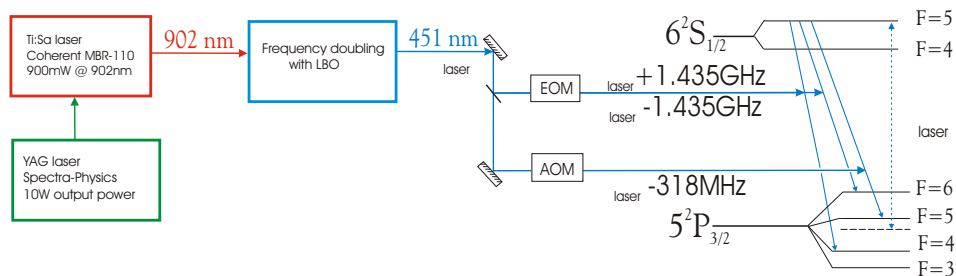 Ti:Sa laser
Coherent MBR-110
900mW @ 902nm
902 nm
Frequency doubling
with LBO
451 nm
laser
YAG laser
Spectra-Physics
10W output power
EOM
laser +1.435GHz
laser -1.435GHz
AOM
laser -318MHz
6²S1/2
F=5
F=4
laser
5²P3/2
F=6
F=5
F=4
F=3